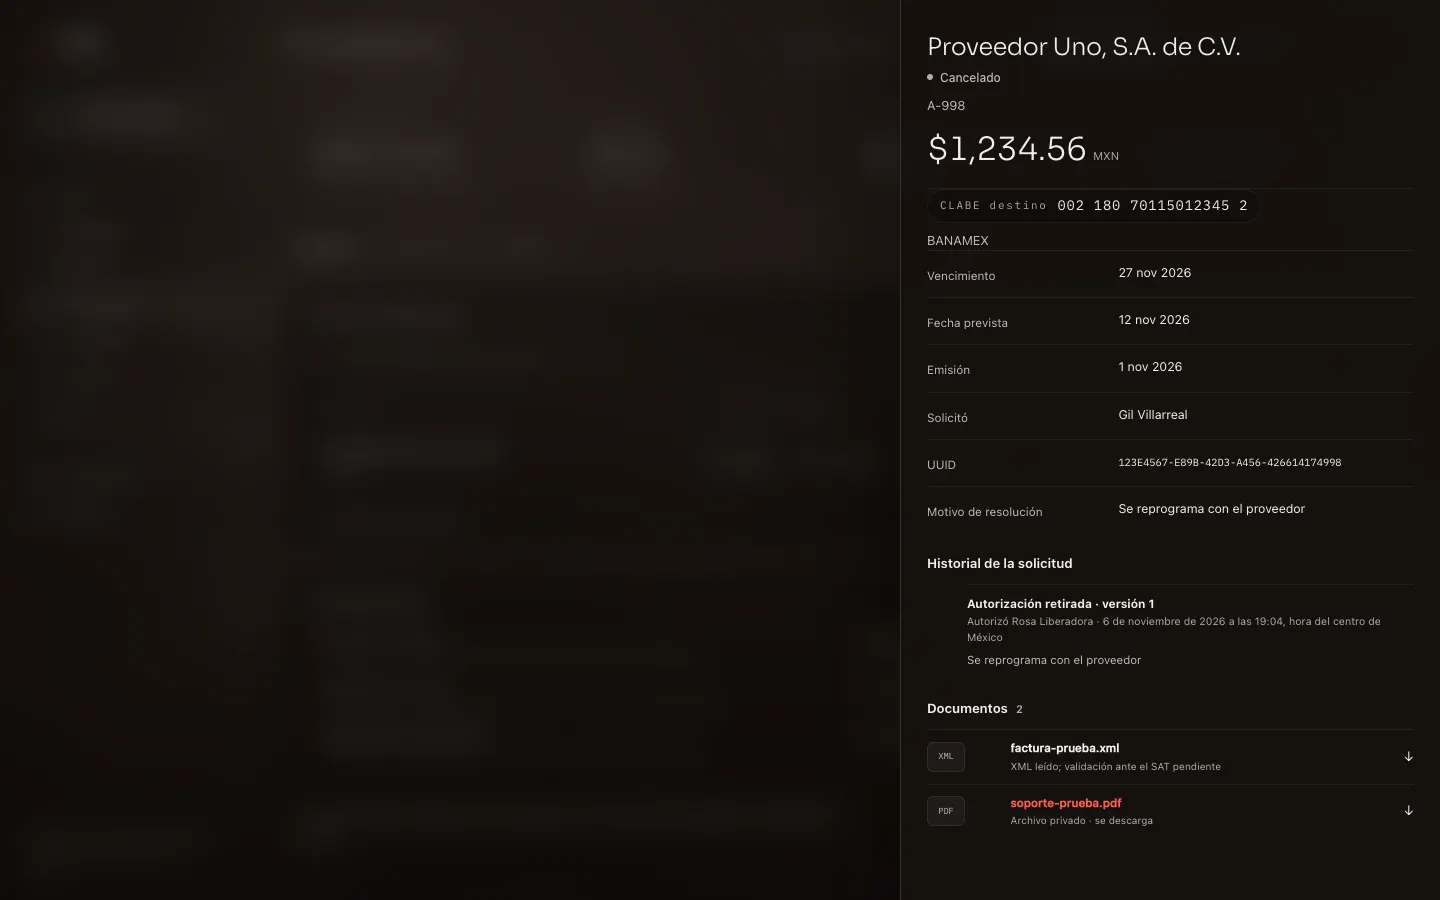 Proveedor Uno, S.A. de C.V.
Cancelado
A-998
$1,234.56 MXN
CLABE destino 002 180 70115012345 2
BANAMEX
Vencimiento 27 nov 2026
Fecha prevista 12 nov 2026
Emisión 1 nov 2026
Solicitó Gil Villarreal
UUID 123E4567-E89B-42D3-A456-426614174998
Motivo de resolución Se reprograma con el proveedor
Historial de la solicitud
Autorización retirada · versión 1
Autorizó Rosa Liberadora · 6 de noviembre de 2026 a las 19:04, hora del centro de
México
Se reprograma con el proveedor
Documentos 2
XML factura-prueba.xml
XML leído; validación ante el SAT pendiente
PDF soporte-prueba.pdf
Archivo privado · se descarga